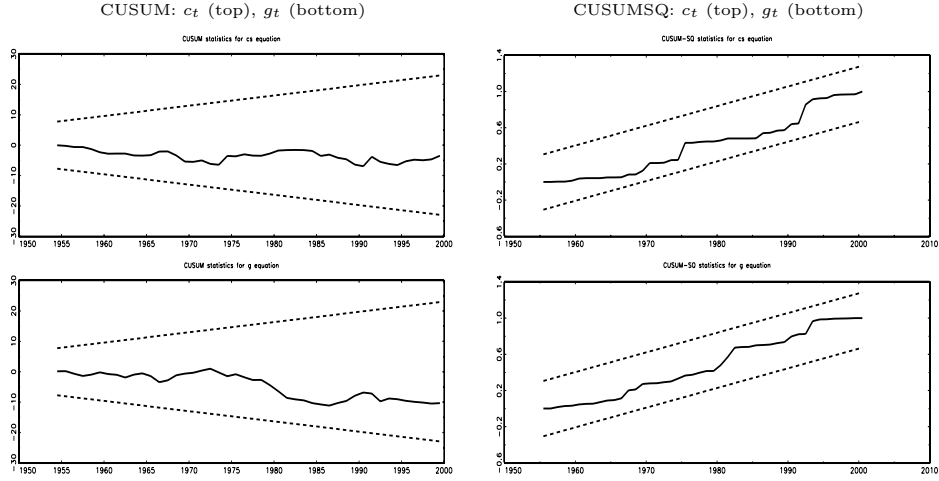 CUSUM: c_t (top), g_t (bottom)
CUSUMSQ: c_t (top), g_t (bottom)
CUSUM statistics for cs equation
30
20
10
0
-10
-20
-30
1950 1955 1960 1965 1970 1975 1980 1985 1990 1995 2000
CUSUM-SQ statistics for cs equation
1.4
1.0
0.6
0.2
-0.2
-0.6
1950 1960 1970 1980 1990 2000 2010
CUSUM statistics for g equation
30
20
10
0
-10
-20
-30
1950 1955 1960 1965 1970 1975 1980 1985 1990 1995 2000
CUSUM-SQ statistics for g equation
1.4
1.0
0.6
0.2
-0.2
-0.6
1950 1960 1970 1980 1990 2000 2010